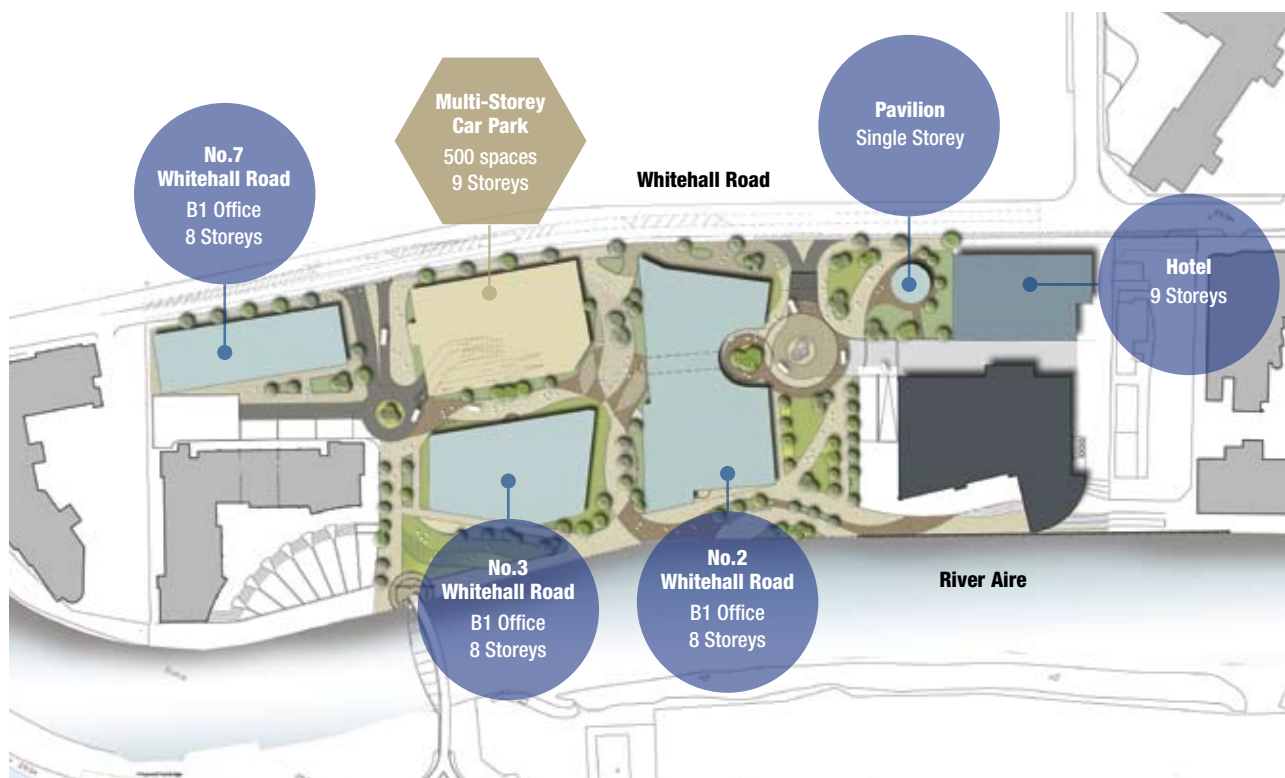 Multi-Storey
Car Park
500 spaces
9 Storeys
Pavilion
Single Storey
No.7
Whitehall Road
B1 Office
8 Storeys
Whitehall Road
Hotel
9 Storeys
No.3
Whitehall Road
B1 Office
8 Storeys
No.2
Whitehall Road
B1 Office
8 Storeys
River Aire